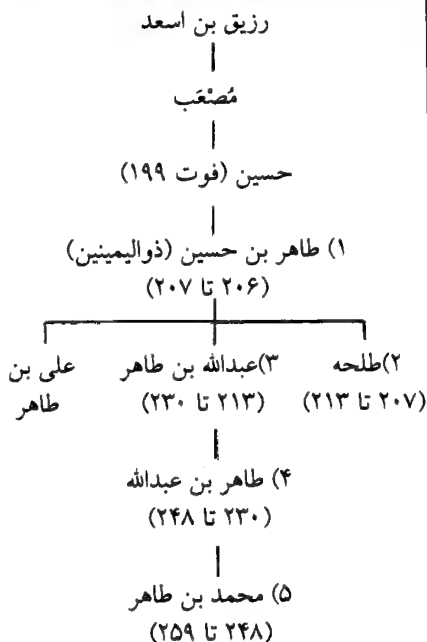 رزیق بن اسعد
مُصْعَب
حسین (فوت ۱۹۹)
۱) طاهر بن حسین (ذوالیمینین)
(۲۰۶ تا ۲۰۷)
۲)طلحه ۳)عبدالله بن طاهر علی بن
(۲۰۷ تا ۲۱۳) (۲۱۳ تا ۲۳۰) طاهر
۴) طاهر بن عبدالله
(۲۳۰ تا ۲۴۸)
۵) محمد بن طاهر
(۲۴۸ تا ۲۵۹)